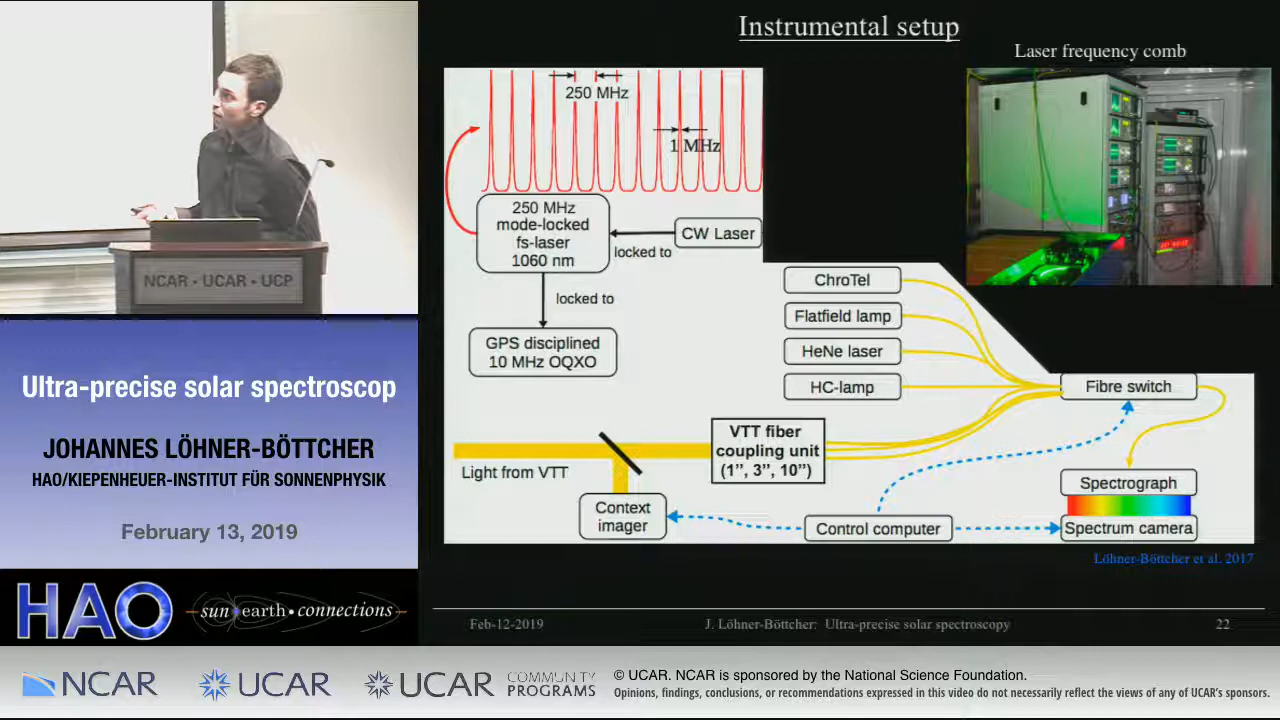 Instrumental setup
Laser frequency comb
250 MHz
1 MHz
250 MHz
mode-locked
fs-laser
1060 nm
CW Laser
locked to
locked to
GPS disciplined
10 MHz OQXO
ChroTel
Flatfield lamp
HeNe laser
HC-lamp
Fibre switch
VTT fiber
coupling unit
(1”, 3”, 10”)
Light from VTT
Context
imager
Control computer
Spectrograph
Spectrum camera
Löhner-Böttcher et al. 2017
Feb-12-2019
J. Löhner-Böttcher: Ultra-precise solar spectroscopy
22
NCAR • UCAR • UCP
Ultra-precise solar spectroscop
JOHANNES LÖHNER-BÖTTCHER
HAO/KIEPENHEUER-INSTITUT FÜR SONNENPHYSIK
February 13, 2019
HAO
sun•earth•connections
NCAR
UCAR
UCAR
COMMUNITY
PROGRAMS
© UCAR. NCAR is sponsored by the National Science Foundation.
Opinions, findings, conclusions, or recommendations expressed in this video do not necessarily reflect the views of any of UCAR's sponsors.